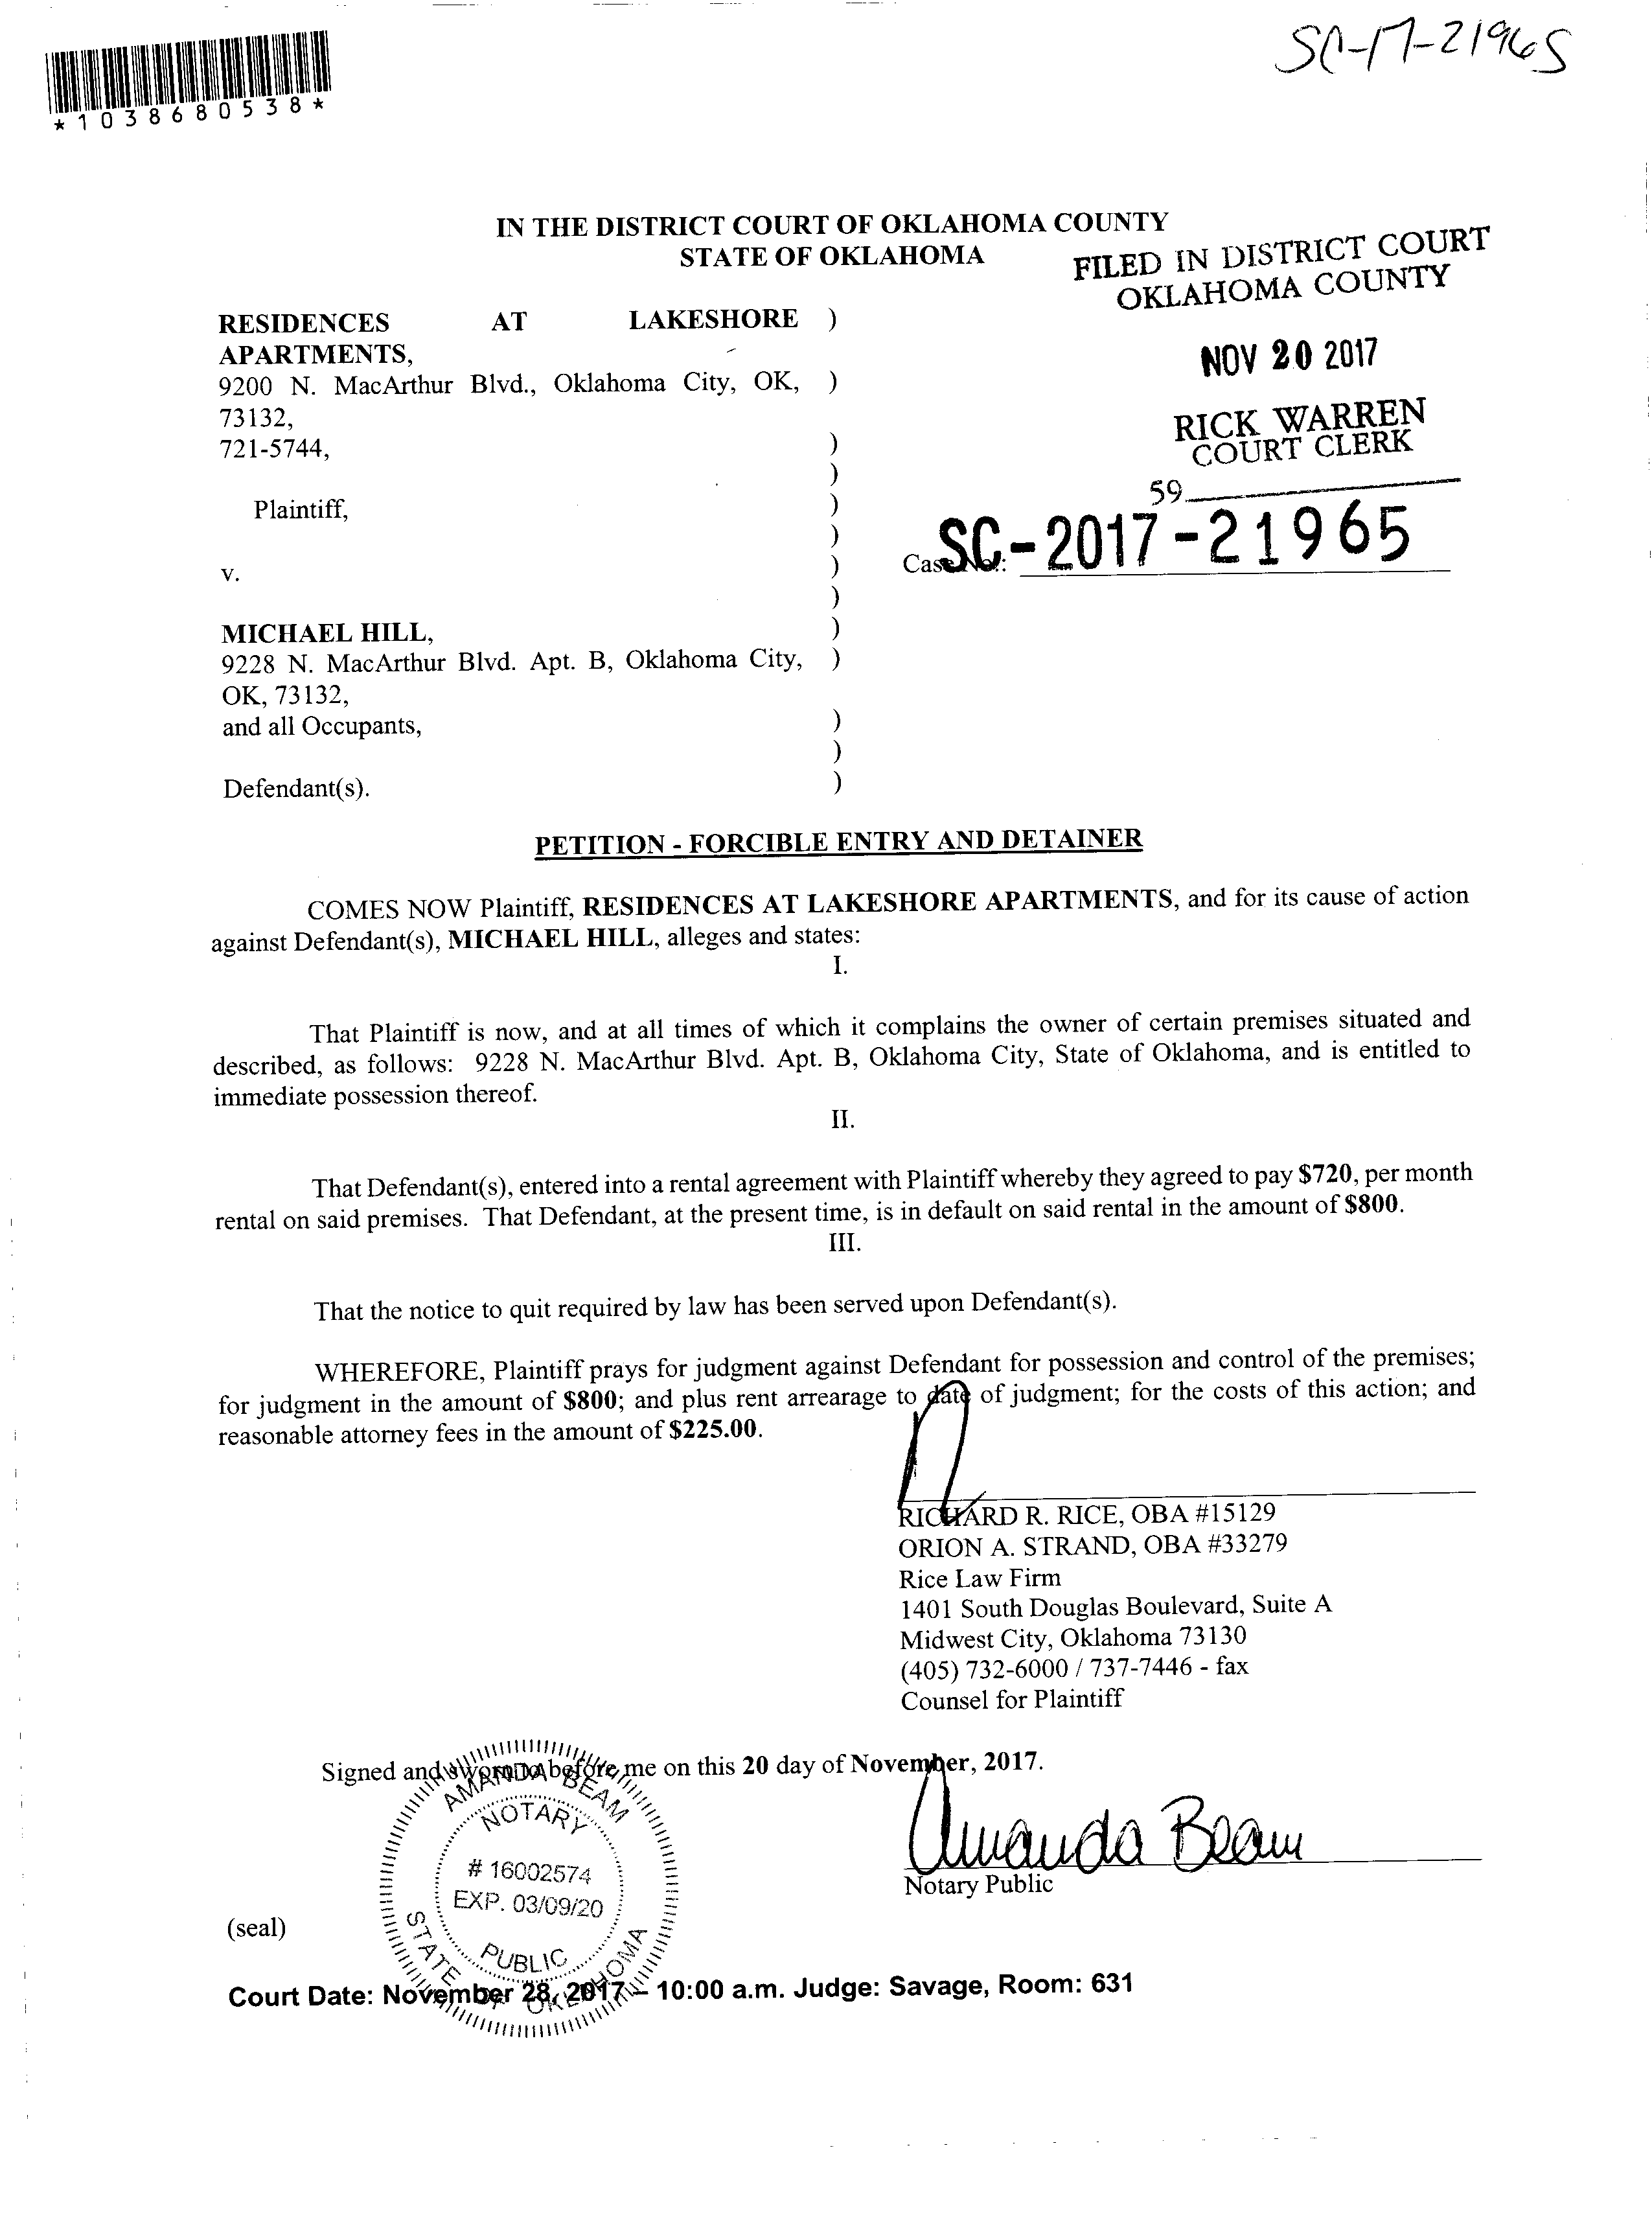 SC-17-21965
*1038680538*
IN THE DISTRICT COURT OF OKLAHOMA COUNTY
STATE OF OKLAHOMA
FILED IN DISTRICT COURT
OKLAHOMA COUNTY
NOV 20 2017
RICK WARREN
COURT CLERK
59
RESIDENCES AT LAKESHORE )
APARTMENTS,
9200 N. MacArthur Blvd., Oklahoma City, OK, )
73132,
721-5744, )
)
Plaintiff, )
)
v. )
)
Case No.: SC-2017-21965
MICHAEL HILL, )
9228 N. MacArthur Blvd. Apt. B, Oklahoma City, )
OK, 73132,
and all Occupants, )
)
Defendant(s). )
PETITION - FORCIBLE ENTRY AND DETAINER
COMES NOW Plaintiff, RESIDENCES AT LAKESHORE APARTMENTS, and for its cause of action
against Defendant(s), MICHAEL HILL, alleges and states:
I.
That Plaintiff is now, and at all times of which it complains the owner of certain premises situated and
described, as follows: 9228 N. MacArthur Blvd. Apt. B, Oklahoma City, State of Oklahoma, and is entitled to
immediate possession thereof.
II.
That Defendant(s), entered into a rental agreement with Plaintiff whereby they agreed to pay $720, per month
rental on said premises. That Defendant, at the present time, is in default on said rental in the amount of $800.
III.
That the notice to quit required by law has been served upon Defendant(s).
WHEREFORE, Plaintiff prays for judgment against Defendant for possession and control of the premises;
for judgment in the amount of $800; and plus rent arrearage to date of judgment; for the costs of this action; and
reasonable attorney fees in the amount of $225.00.
RICHARD R. RICE, OBA #15129
ORION A. STRAND, OBA #33279
Rice Law Firm
1401 South Douglas Boulevard, Suite A
Midwest City, Oklahoma 73130
(405) 732-6000 / 737-7446 - fax
Counsel for Plaintiff
Signed and sworn to before me on this 20 day of November, 2017.
AMANDA BEAM
NOTARY
# 16002574
EXP. 03/09/20
PUBLIC
STATE OF OKLAHOMA
Amanda Beam
Notary Public
(seal)
Court Date: November 28, 2017 – 10:00 a.m. Judge: Savage, Room: 631